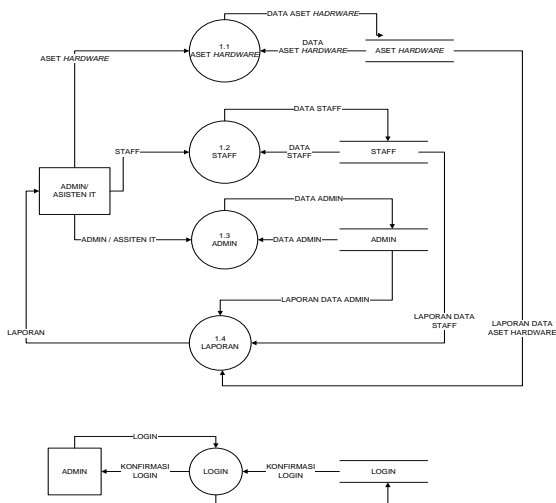 DATA ASET HADRWARE
1.1
ASET HARDWARE
DATA
ASET HARDWARE
ASET HARDWARE
ASET HARDWARE
DATA STAFF
STAFF
1.2
STAFF
DATA
STAFF
STAFF
ADMIN/
ASISTEN IT
DATA ADMIN
ADMIN / ASSITEN IT
1.3
ADMIN
DATA ADMIN
ADMIN
LAPORAN DATA ADMIN
LAPORAN DATA
STAFF
LAPORAN DATA
ASET HARDWARE
LAPORAN
1.4
LAPORAN
LOGIN
ADMIN
KONFIRMASI
LOGIN
LOGIN
KONFIRMASI
LOGIN
LOGIN